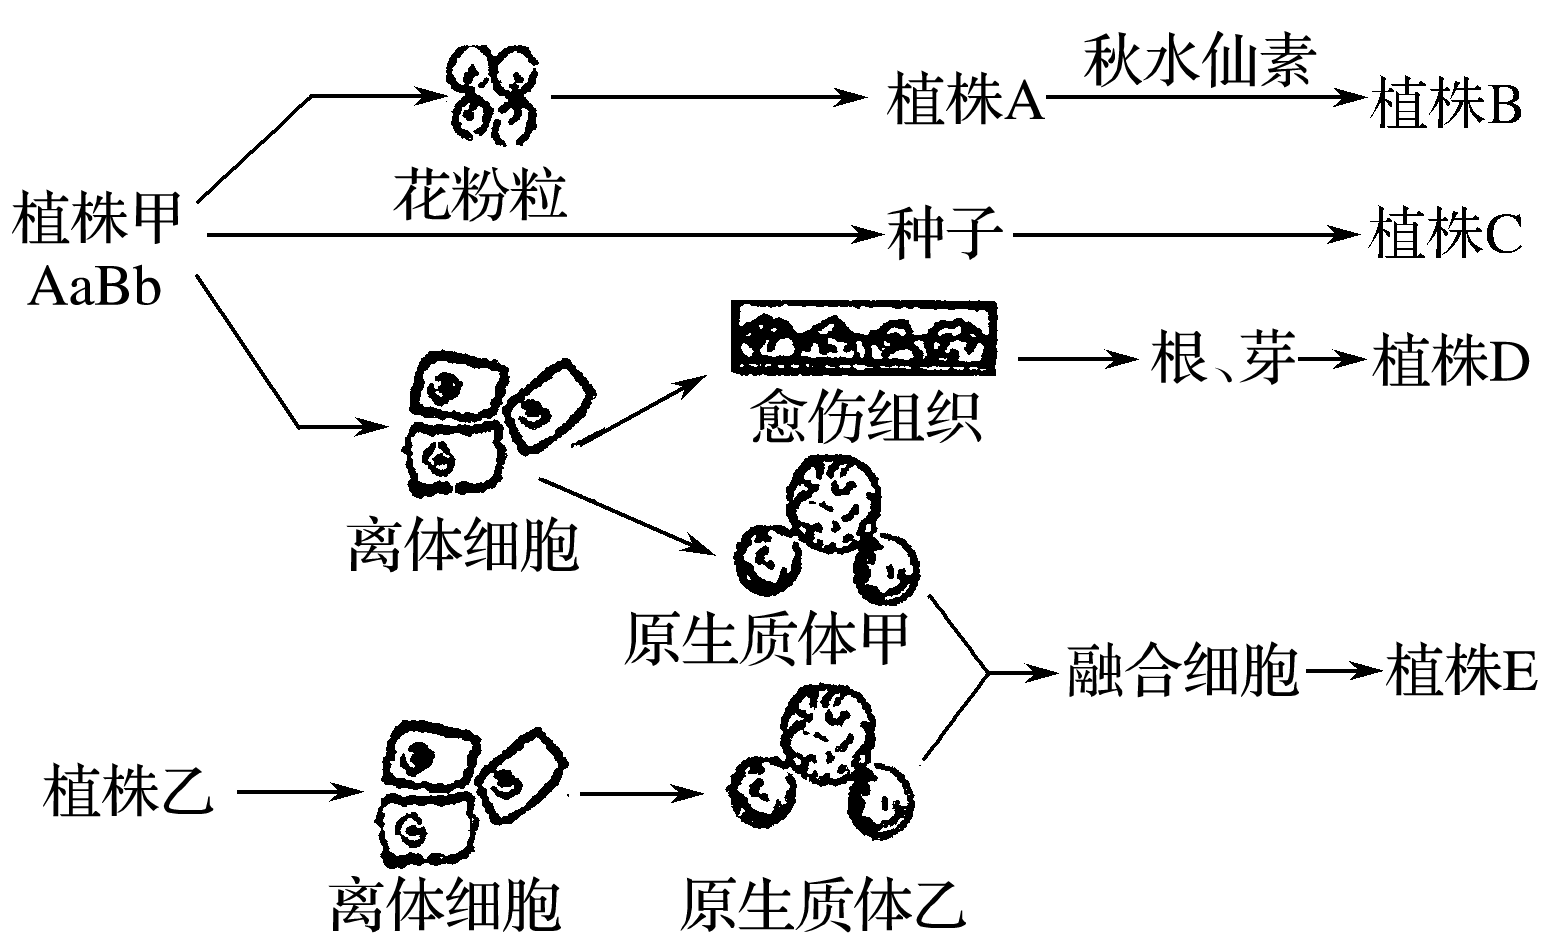 秋水仙素
植株A
植株B
花粉粒
植株甲
AaBb
种子
植株C
愈伤组织
根、芽
植株D
离体细胞
原生质体甲
融合细胞
植株E
植株乙
离体细胞
原生质体乙